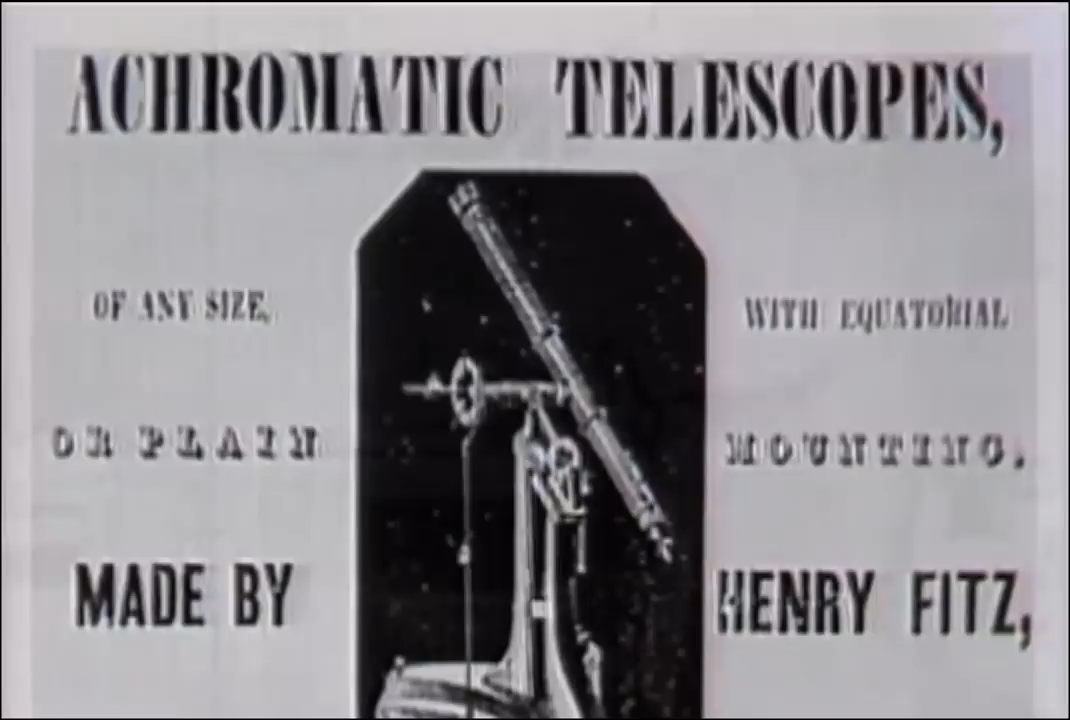 ACHROMATIC TELESCOPES,
OF ANY SIZE, WITH EQUATORIAL
OR PLAIN MOUNTING,
MADE BY HENRY FITZ,